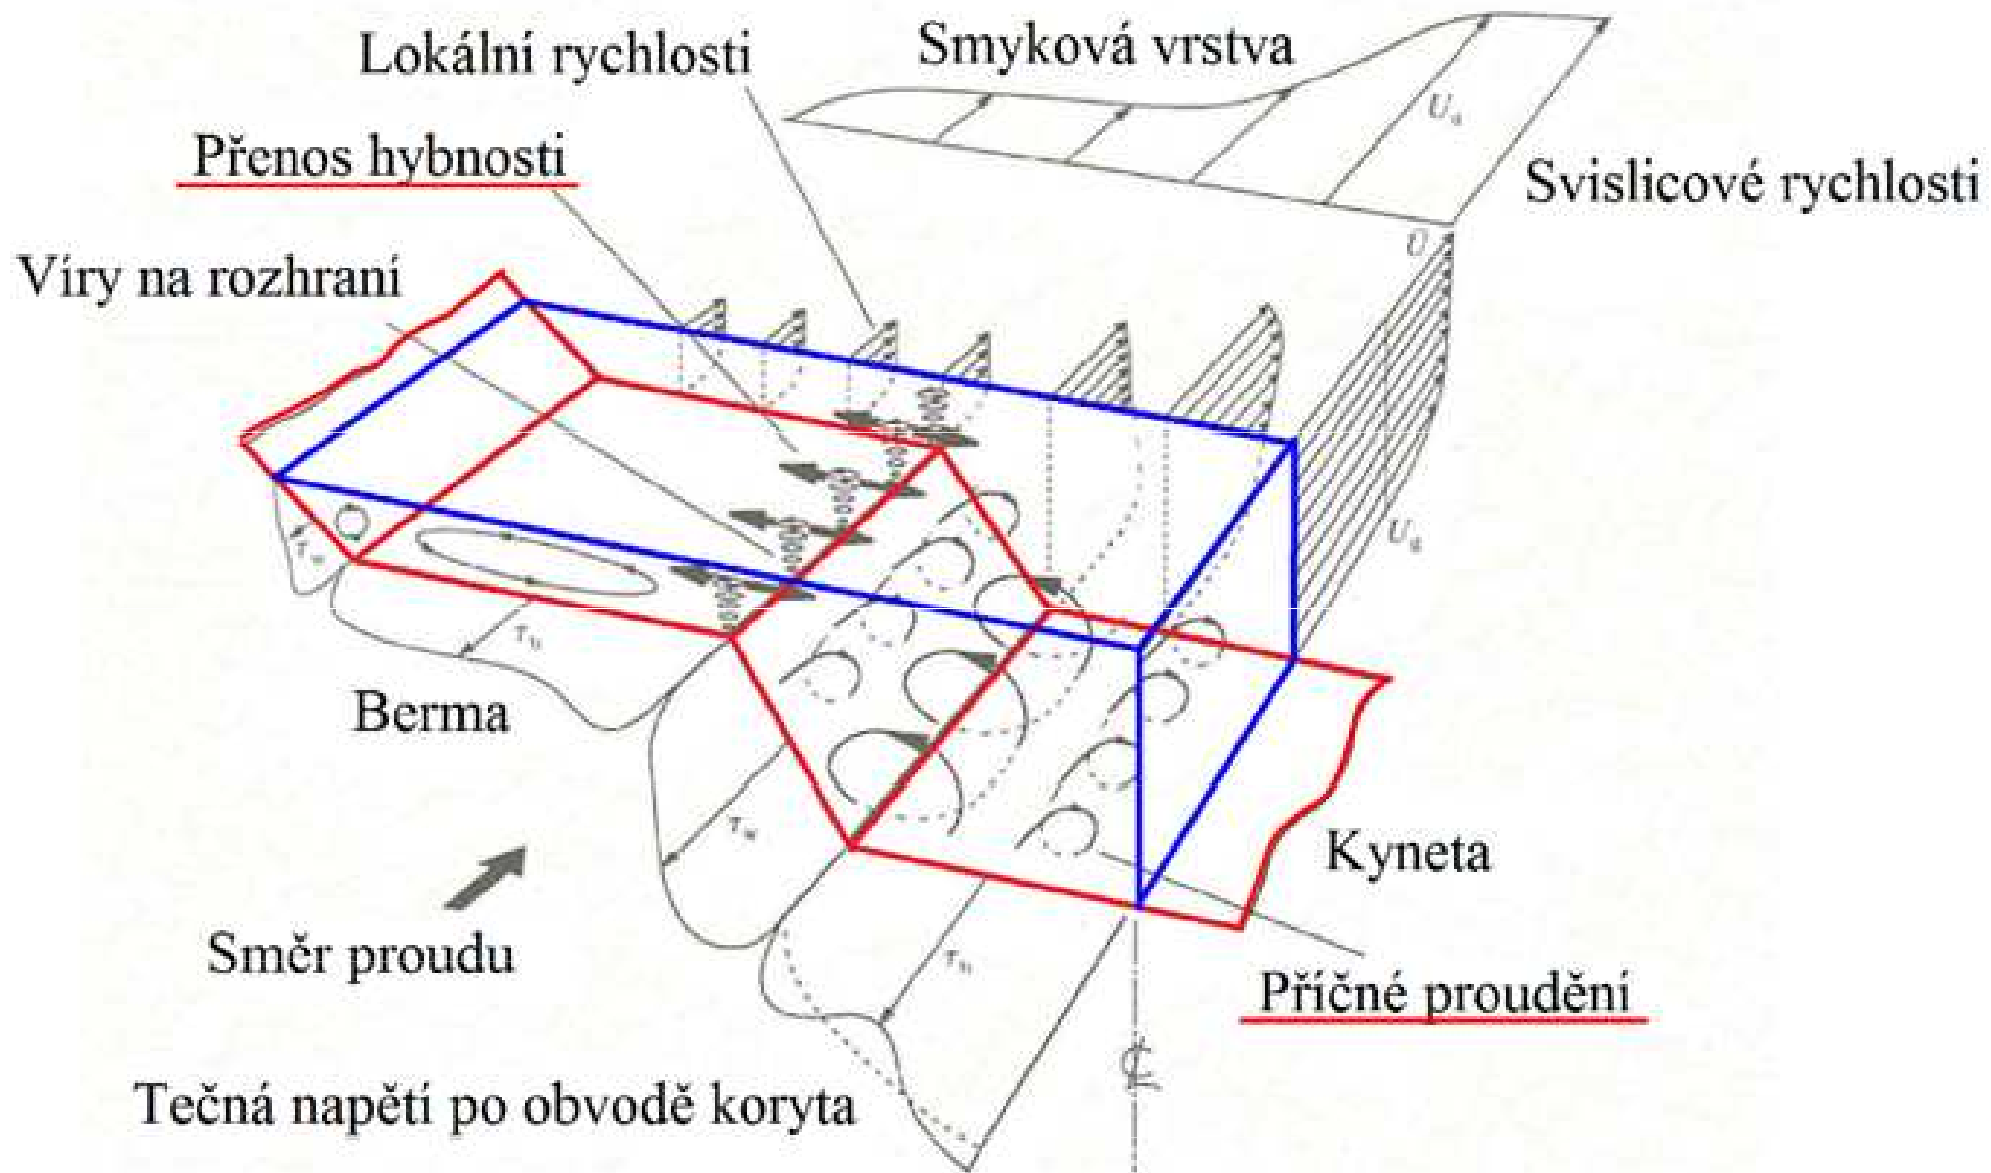 Lokální rychlosti
Smyková vrstva
Přenos hybnosti
Svislicové rychlosti
Víry na rozhraní
Berma
Kyneta
Směr proudu
Příčné proudění
Tečná napětí po obvodě koryta